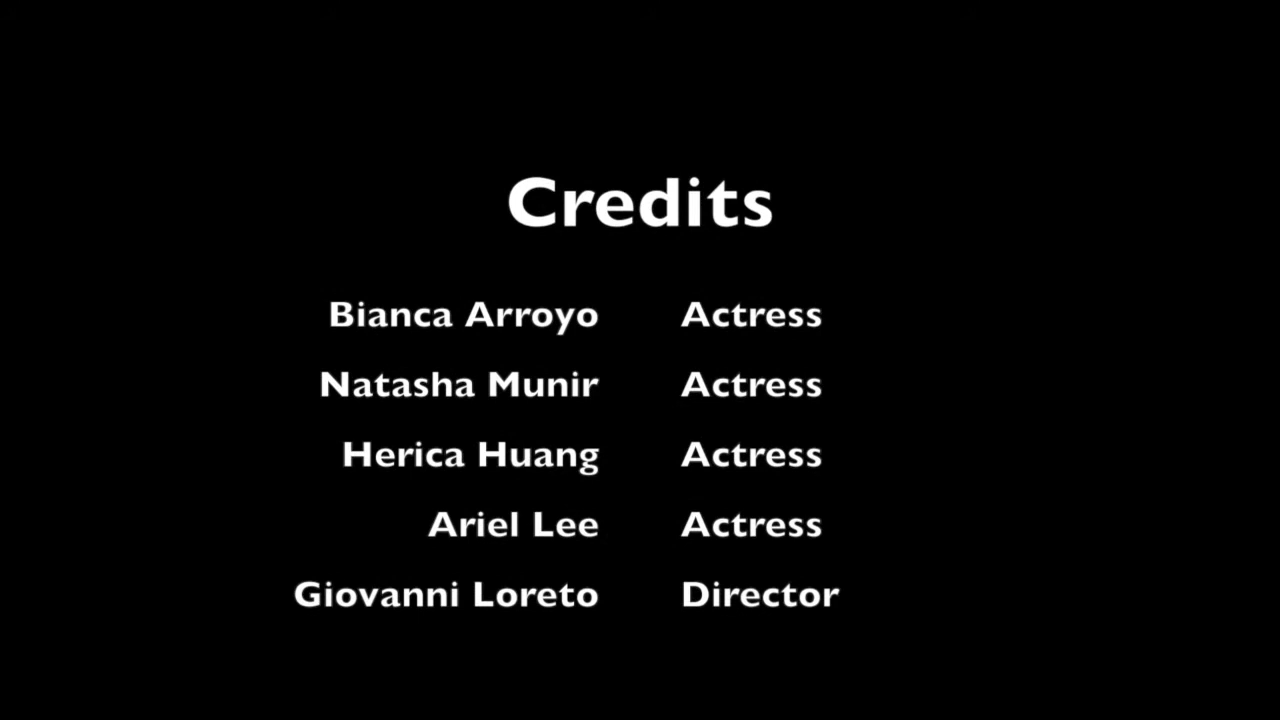 Credits
Bianca Arroyo Actress
Natasha Munir Actress
Herica Huang Actress
Ariel Lee Actress
Giovanni Loreto Director